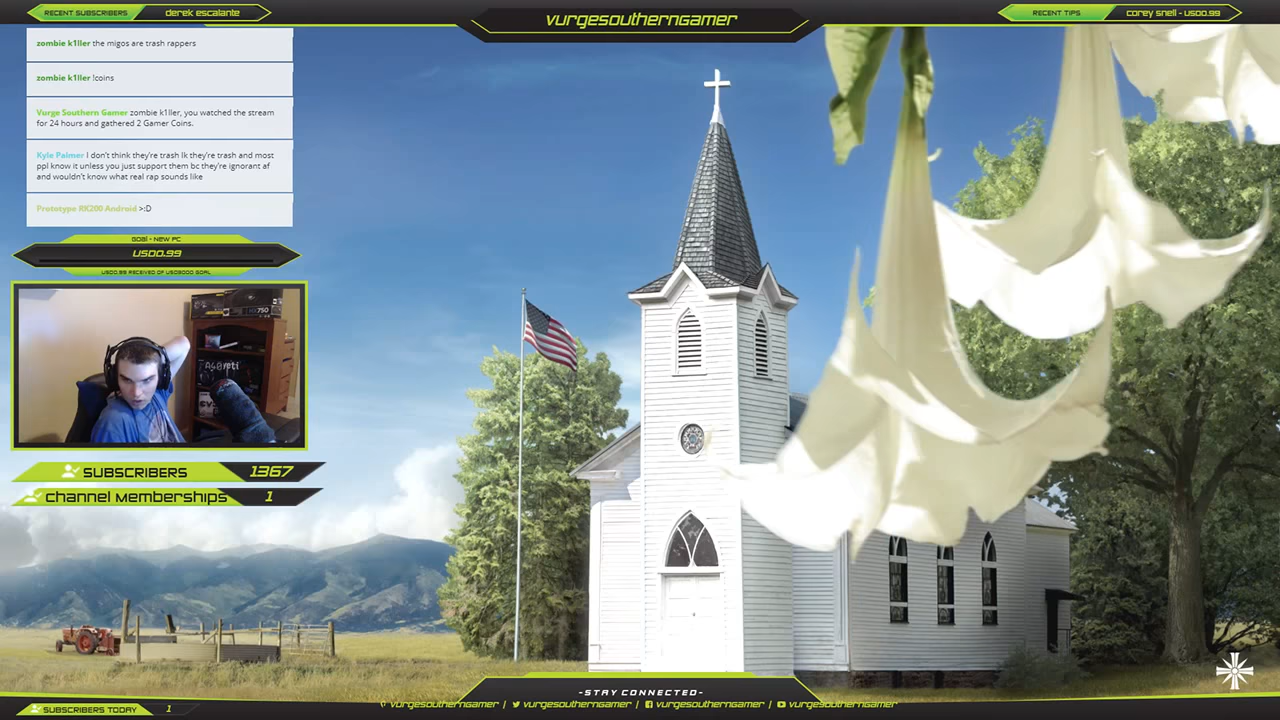 RECENT SUBSCRIBERS derek escalante
vurgesoutherngamer
RECENT TIPS corey snell - USD0.99
zombie k1ller the migos are trash rappers
zombie k1ller !coins
Vurge Southern Gamer zombie k1ller, you watched the stream
for 24 hours and gathered 2 Gamer Coins.
Kyle Palmer I don't think they're trash Ik they're trash and most
ppl know it unless you just support them bc they're ignorant af
and wouldn't know what real rap sounds like
Prototype RK200 Android >:D
Goal - New PC
USD0.99
USD0.99 RECEIVED OF USD3000 GOAL
SUBSCRIBERS 1367
channel memberships 1
-STAY CONNECTED-
vurgesoutherngamer / vurgesoutherngamer / vurgesoutherngamer / vurgesoutherngamer
SUBSCRIBERS TODAY 1